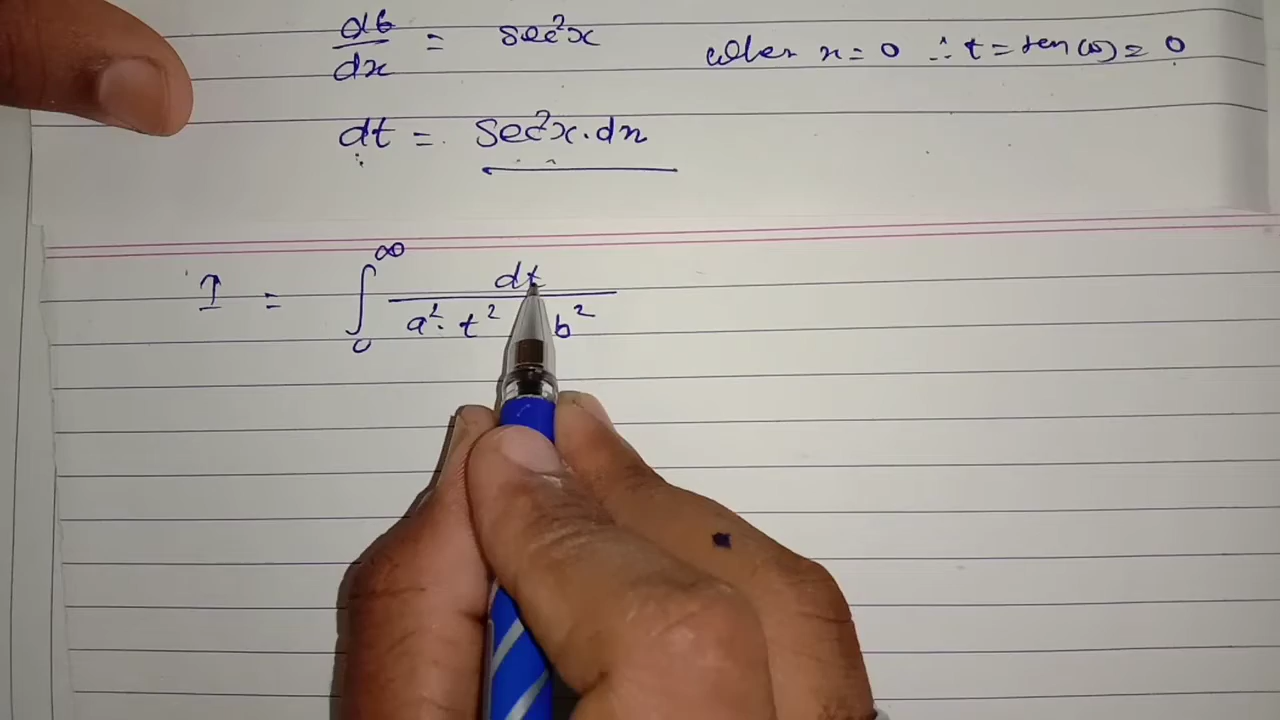 dt/dx = sec²x
when x = 0 ∴ t = tan(0) = 0
dt = sec²x·dx
I = ∫₀^∞ dt / a²·t² b²